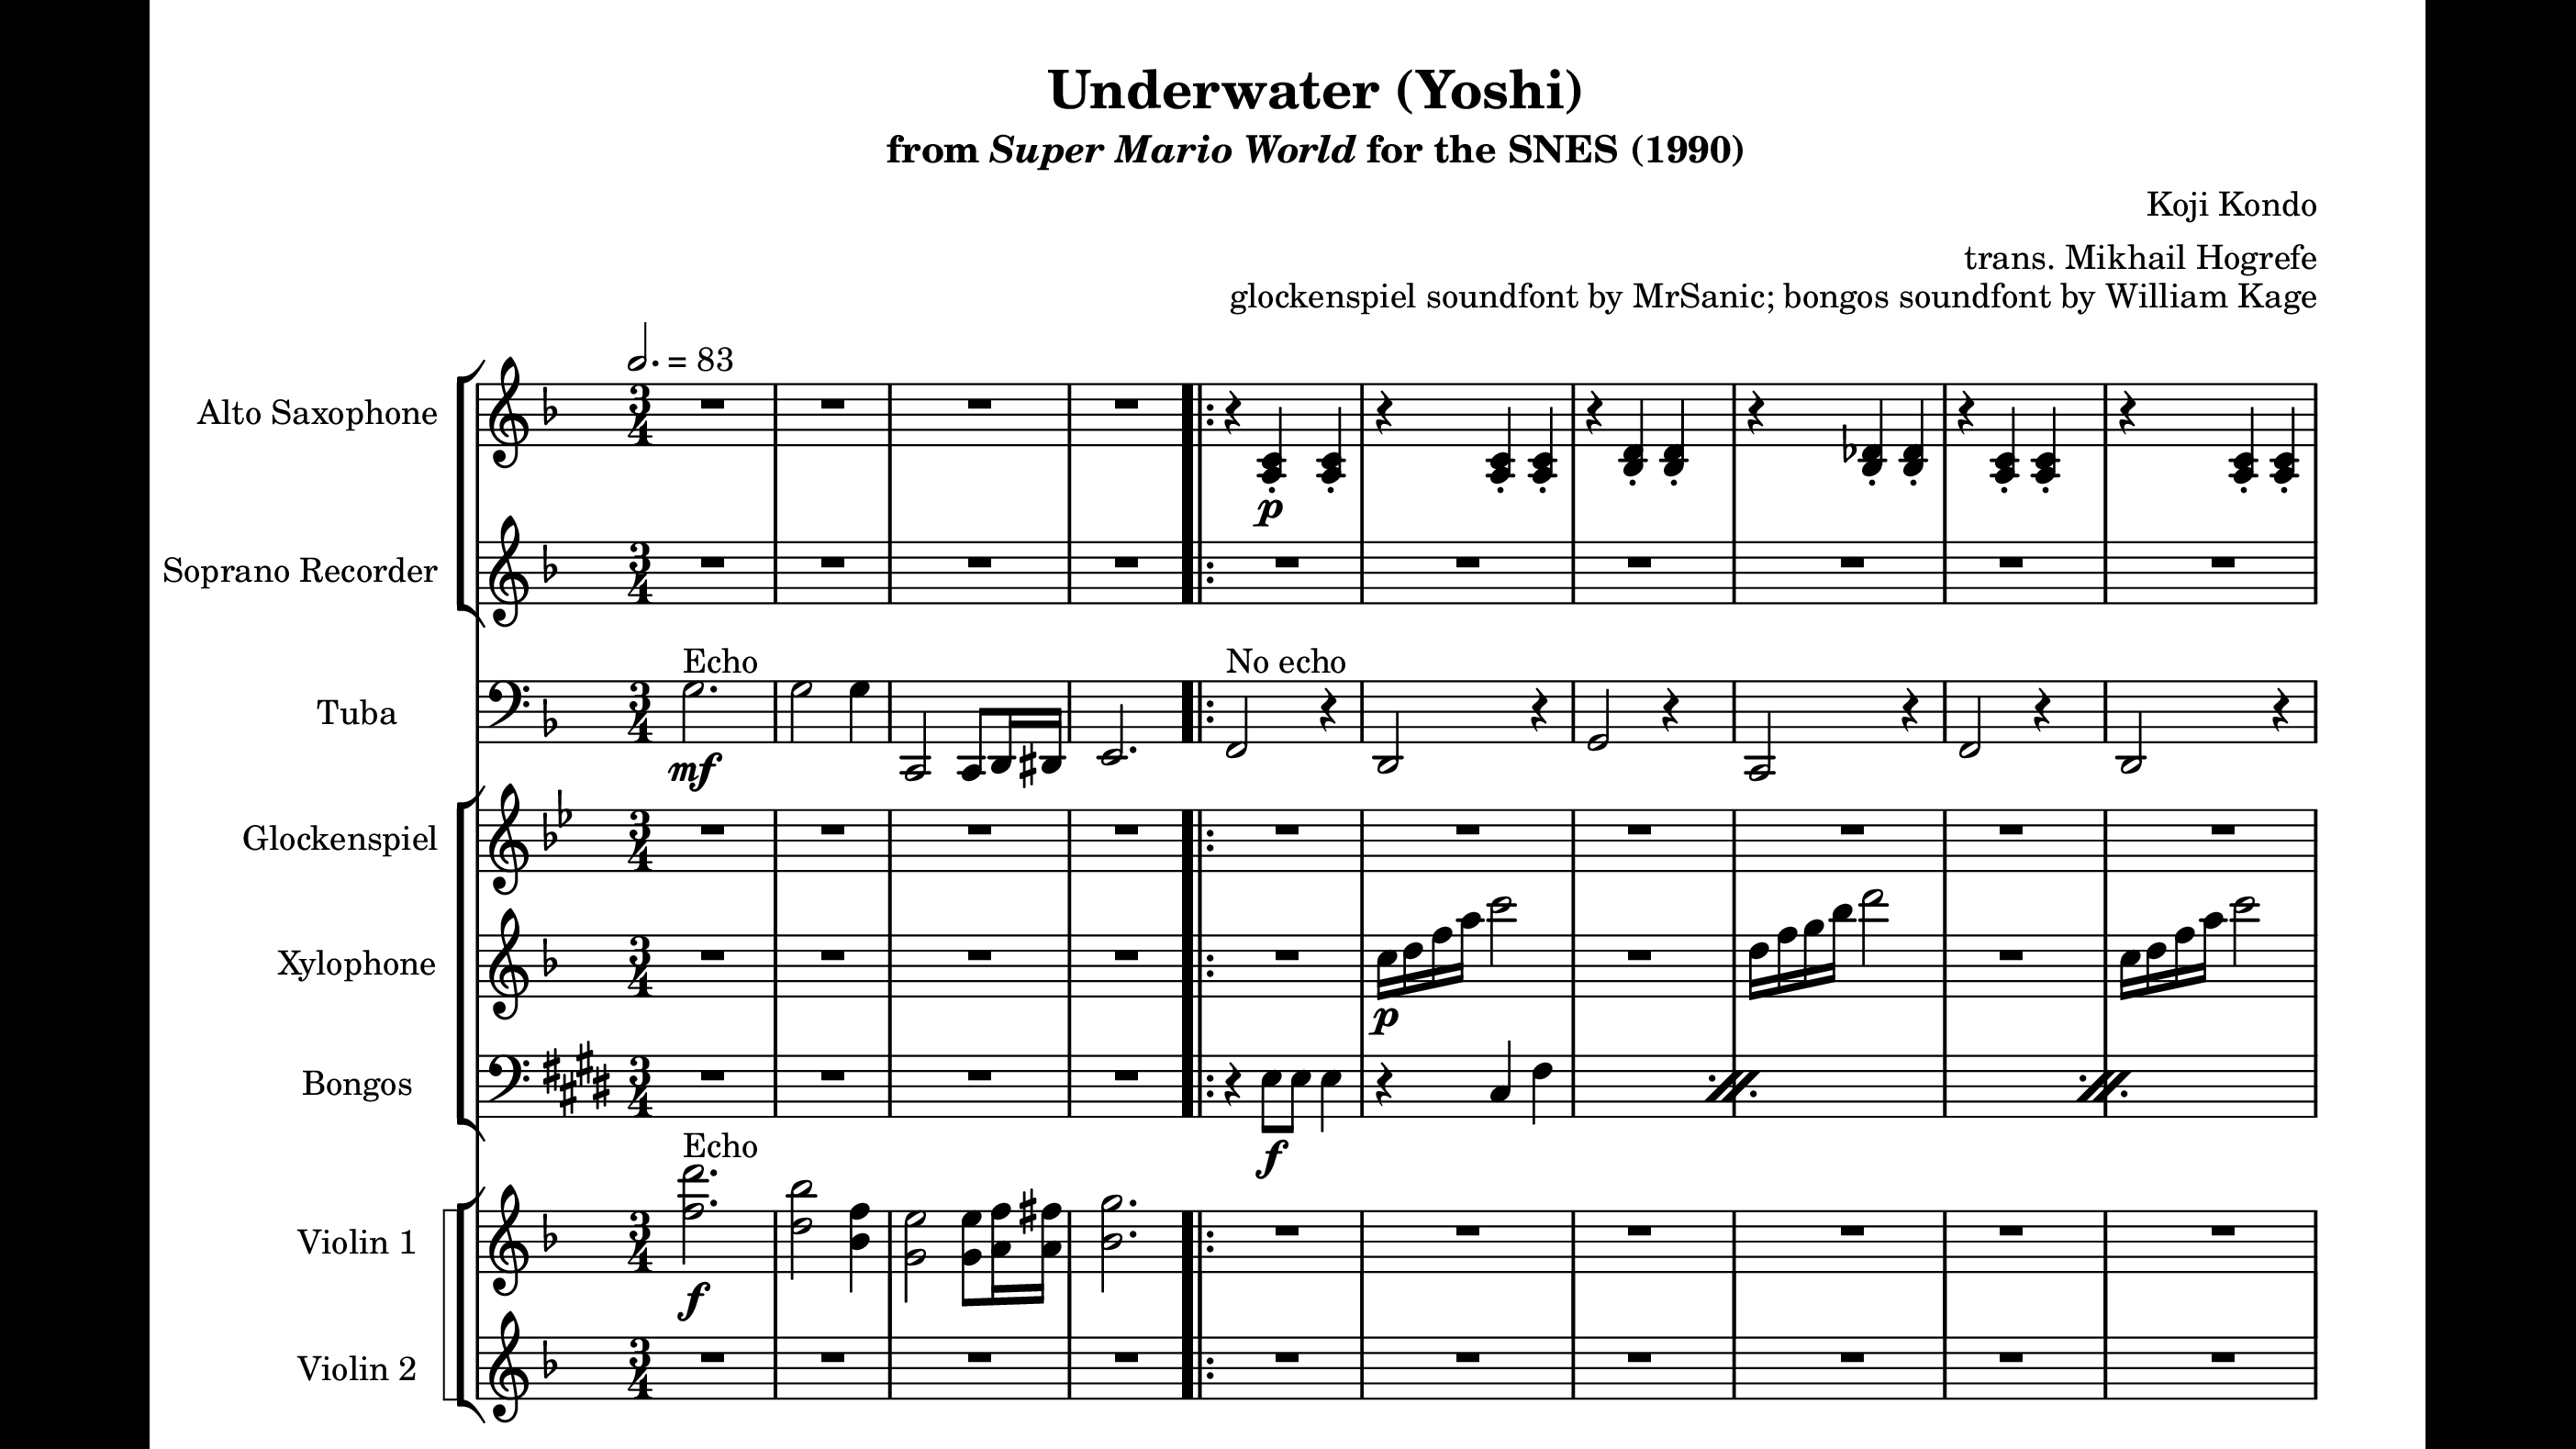 Underwater (Yoshi)
from Super Mario World for the SNES (1990)
Koji Kondo
trans. Mikhail Hogrefe
glockenspiel soundfont by MrSanic; bongos soundfont by William Kage
= 83
Alto Saxophone
p
Soprano Recorder
Echo
No echo
Tuba
mf
Glockenspiel
Xylophone
p
Bongos
f
Echo
Violin 1
f
Violin 2